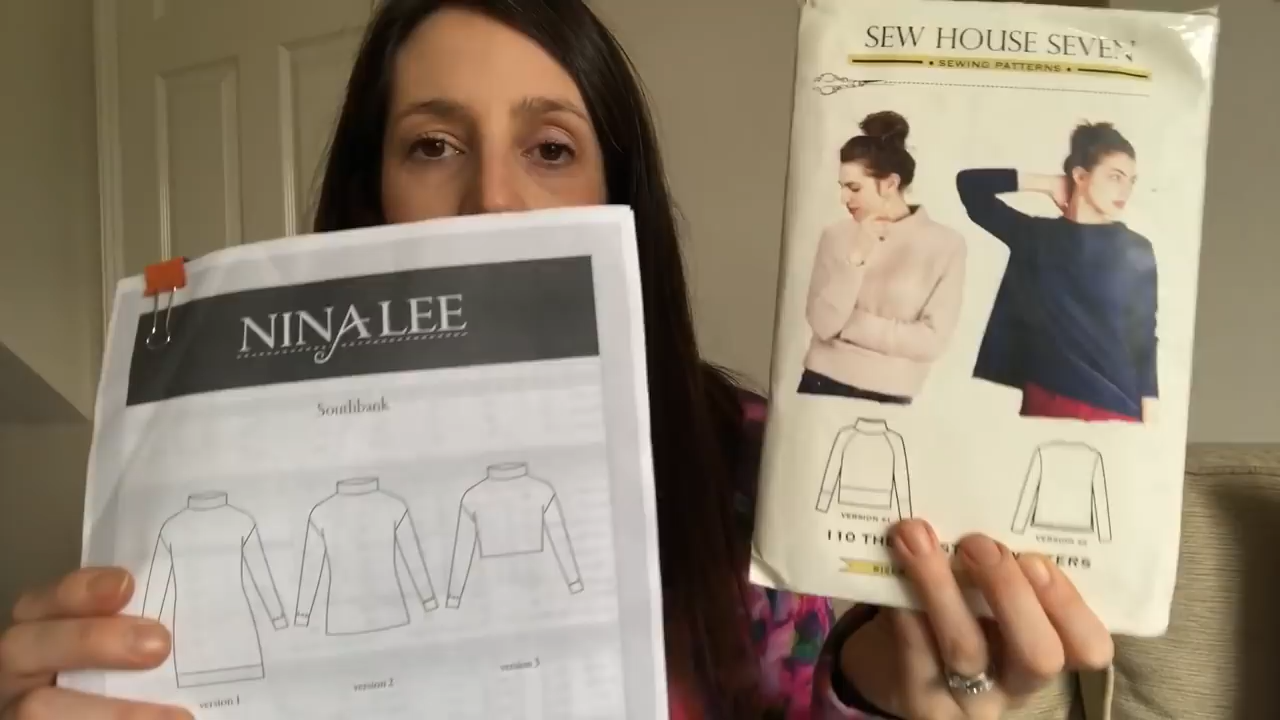 NINA LEE
Southbank
version 1
version 2
version 3
SEW HOUSE SEVEN
• SEWING PATTERNS •
VERSION #1
VERSION #2
110 THE